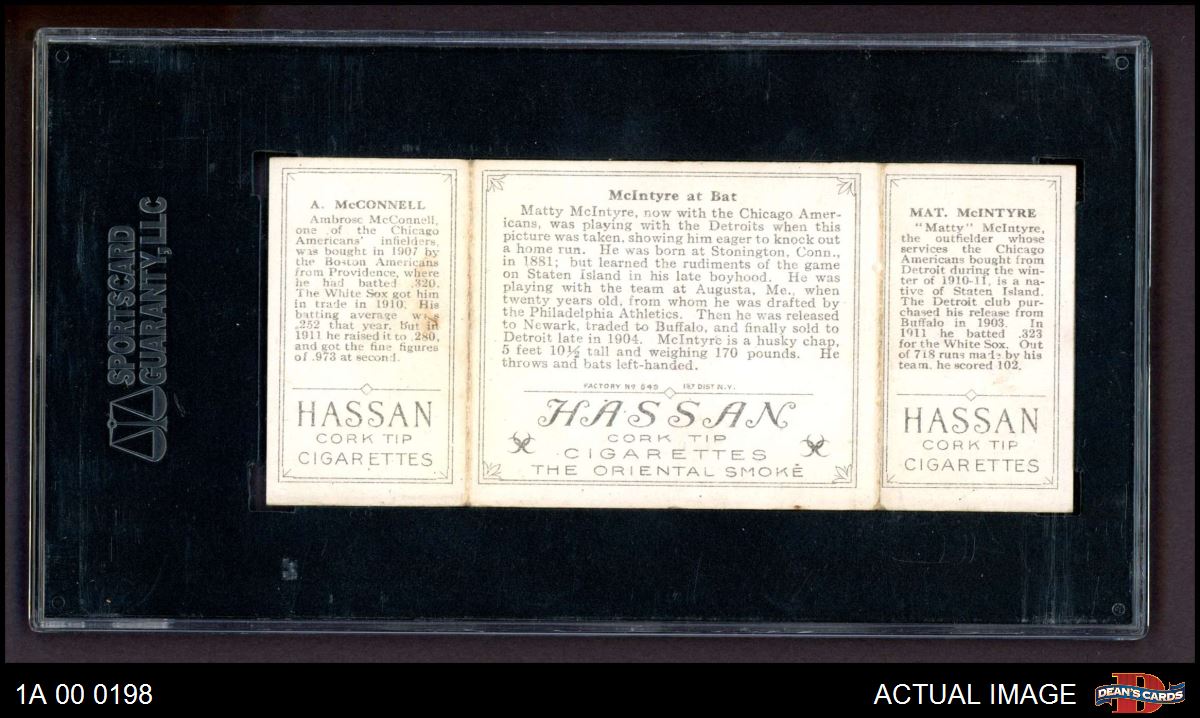 SPORTSCARD
GUARANTY, LLC
A. McCONNELL
Ambrose McConnell,
one of the Chicago
Americans' infielders,
was bought in 1907 by
the Boston Americans
from Providence, where
he had batted .320.
The White Sox got him
in trade in 1910. His
batting average was
.252 that year, but in
1911 he raised it to .280,
and got the fine figures
of .973 at second.
HASSAN
CORK TIP
CIGARETTES
McIntyre at Bat
Matty McIntyre, now with the Chicago Amer-
icans, was playing with the Detroits when this
picture was taken, showing him eager to knock out
a home run. He was born at Stonington, Conn.,
in 1881; but learned the rudiments of the game
on Staten Island in his late boyhood. He was
playing with the team at Augusta, Me., when
twenty years old, from whom he was drafted by
the Philadelphia Athletics. Then he was released
to Newark, traded to Buffalo, and finally sold to
Detroit late in 1904. McIntyre is a husky chap,
5 feet 10½ tall and weighing 170 pounds. He
throws and bats left-handed.
FACTORY Nº 649 1ST DIST N.Y.
HASSAN
CORK TIP
CIGARETTES
THE ORIENTAL SMOKE
MAT. McINTYRE
"Matty" McIntyre,
the outfielder whose
services the Chicago
Americans bought from
Detroit during the win-
ter of 1910-11, is a na-
tive of Staten Island.
The Detroit club pur-
chased his release from
Buffalo in 1903. In
1911 he batted .323
for the White Sox. Out
of 718 runs made by his
team, he scored 102.
HASSAN
CORK TIP
CIGARETTES
1A 00 0198
ACTUAL IMAGE
DEAN'S CARDS